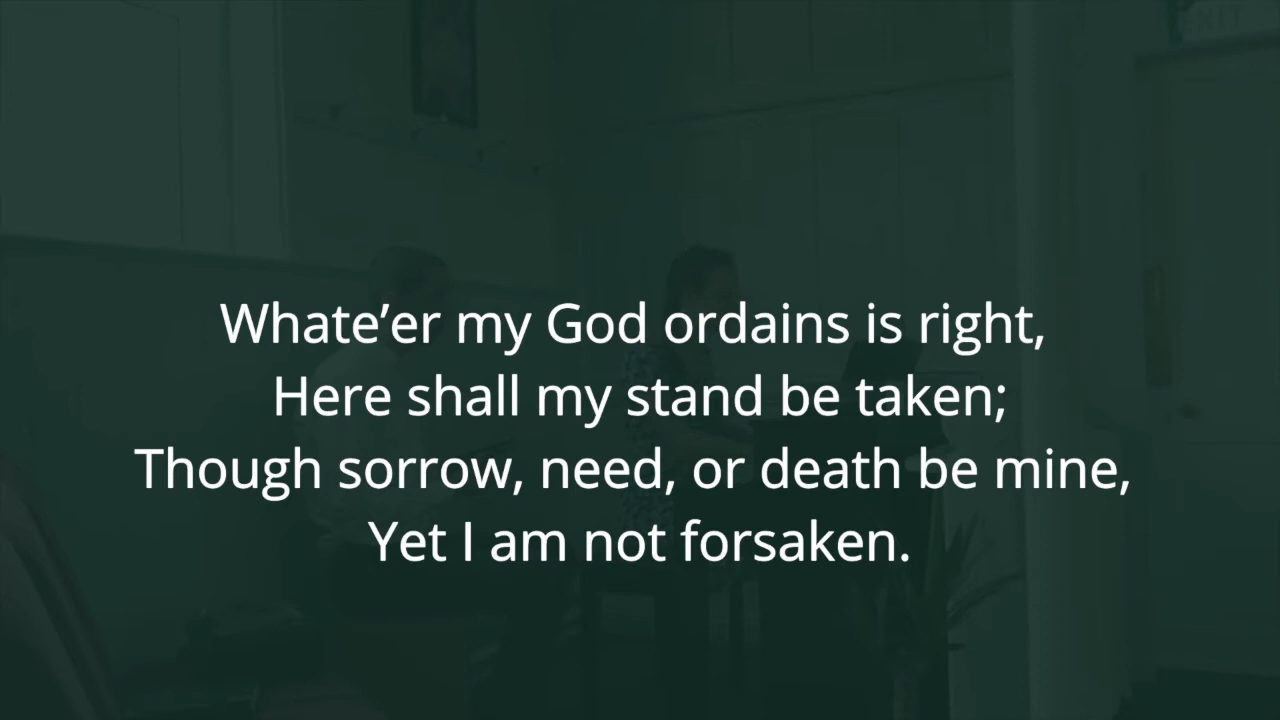 Whate’er my God ordains is right,
Here shall my stand be taken;
Though sorrow, need, or death be mine,
Yet I am not forsaken.